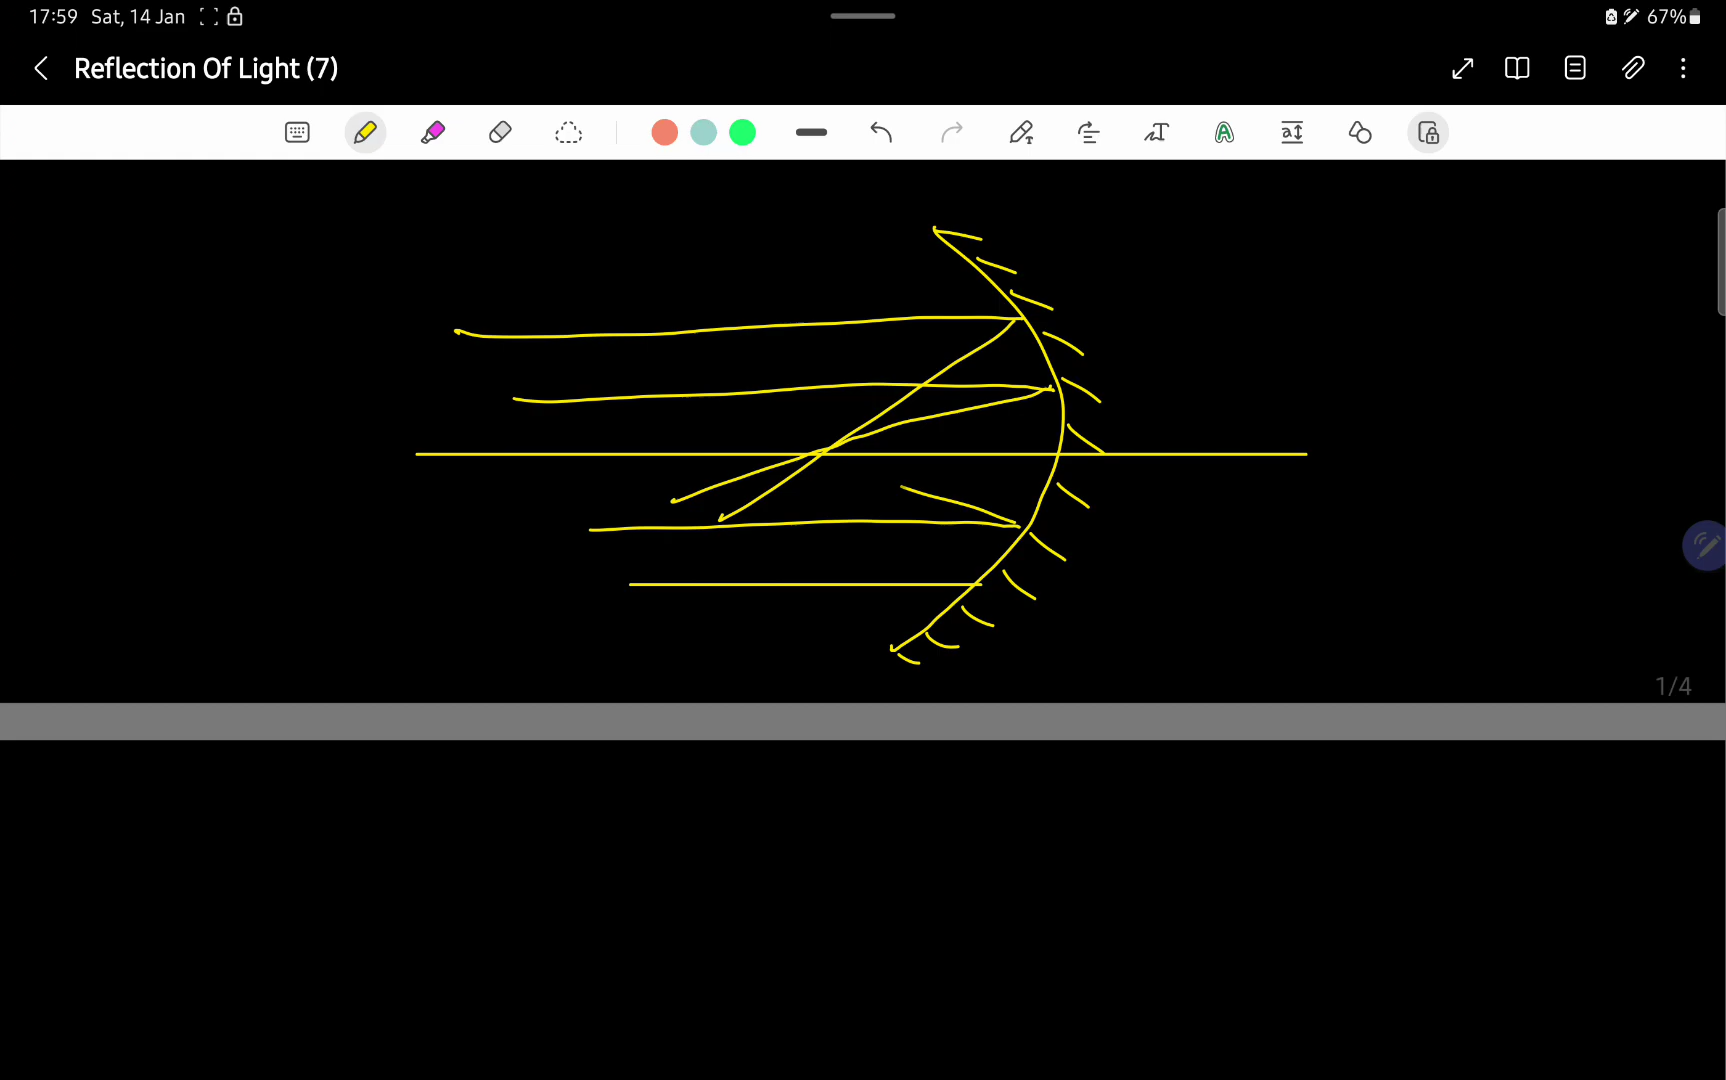 17:59 Sat, 14 Jan
67%
Reflection Of Light (7)
1/4